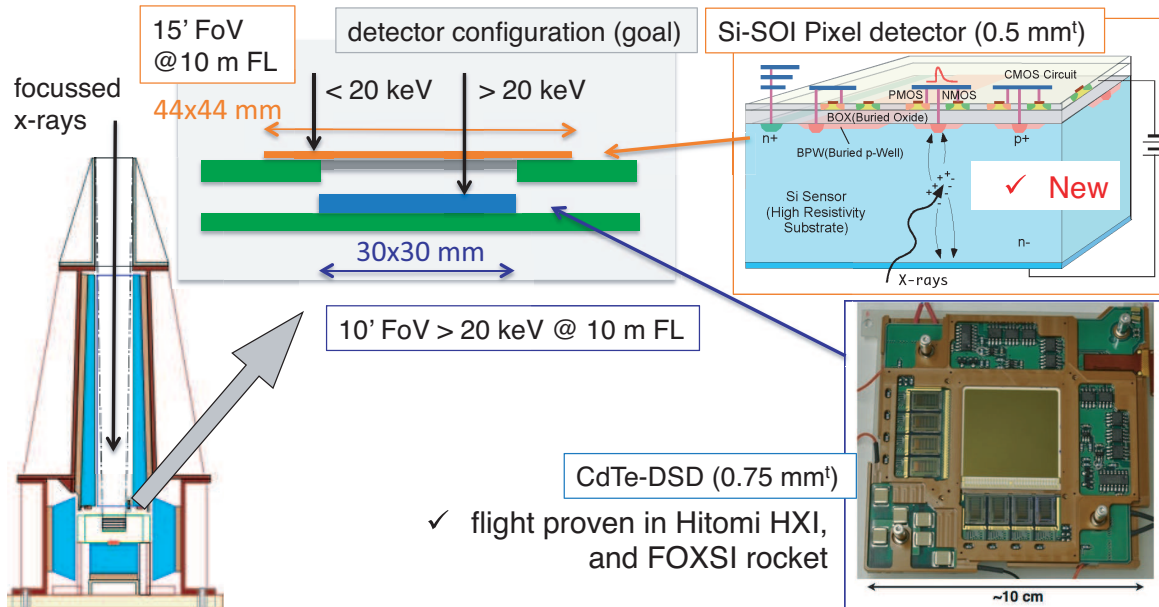 15' FoV
@10 m FL
detector configuration (goal)
Si-SOI Pixel detector (0.5 mmᵗ)
focussed
x-rays
< 20 keV
> 20 keV
44x44 mm
30x30 mm
10' FoV > 20 keV @ 10 m FL
CMOS Circuit
PMOS
NMOS
BOX(Buried Oxide)
n+
p+
BPW(Buried p-Well)
✓ New
Si Sensor
(High Resistivity
Substrate)
n-
X-rays
CdTe-DSD (0.75 mmᵗ)
✓ flight proven in Hitomi HXI,
and FOXSI rocket
~10 cm